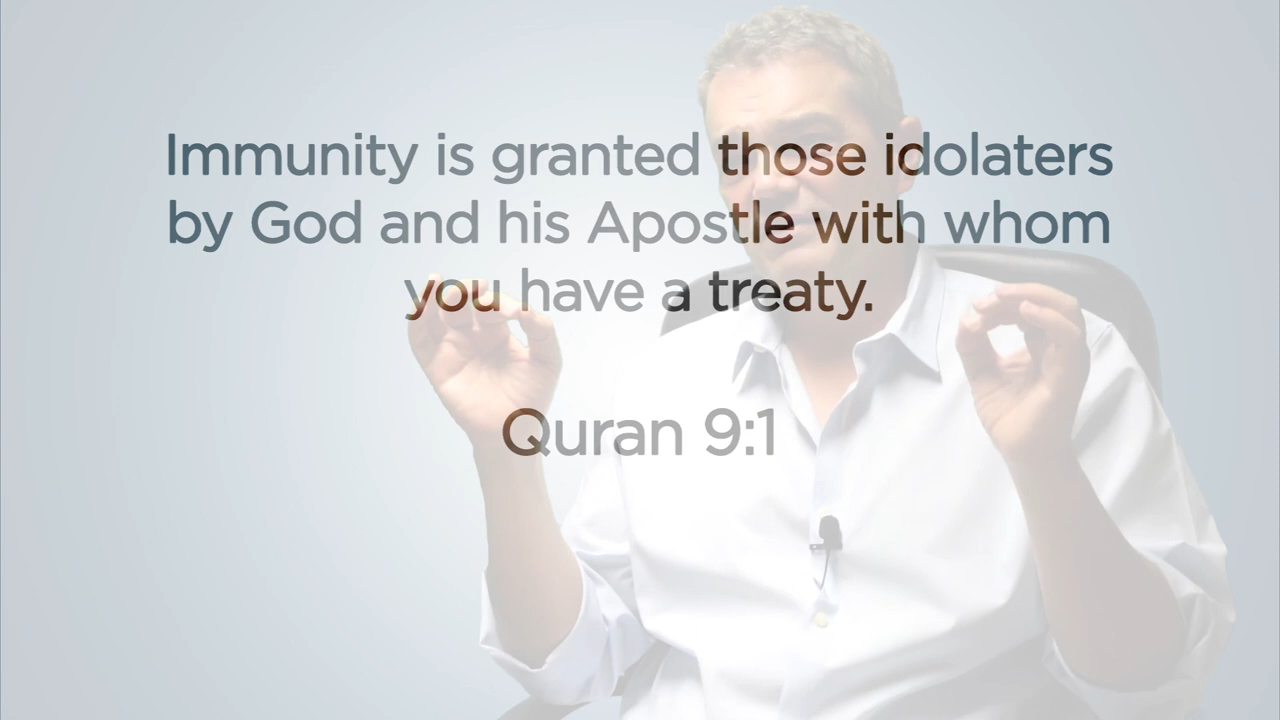 Immunity is granted those idolaters
by God and his Apostle with whom
you have a treaty.
Quran 9:1